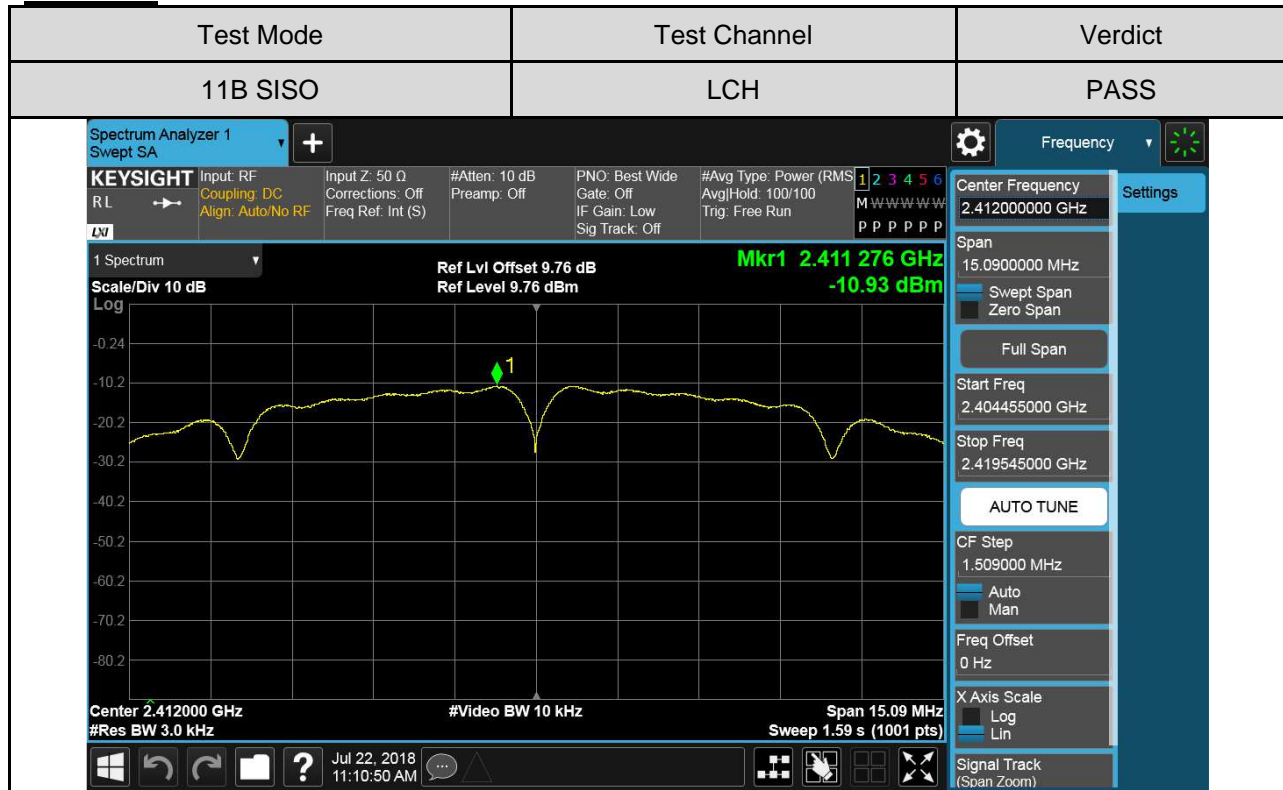 Test Mode Test Channel Verdict
11B SISO LCH PASS
Spectrum Analyzer 1
Swept SA
+
Frequency
KEYSIGHT Input: RF Input Z: 50 Ω #Atten: 10 dB PNO: Best Wide #Avg Type: Power (RMS 1 2 3 4 5 6
RL Coupling: DC Corrections: Off Preamp: Off Gate: Off Avg|Hold: 100/100 M W W W W W
Align: Auto/No RF Freq Ref: Int (S) IF Gain: Low Trig: Free Run
LXI Sig Track: Off P P P P P P
1 Spectrum
Ref Lvl Offset 9.76 dB Mkr1 2.411 276 GHz
Scale/Div 10 dB Ref Level 9.76 dBm -10.93 dBm
Log
-0.24
1
-10.2
-20.2
-30.2
-40.2
-50.2
-60.2
-70.2
-80.2
Center 2.412000 GHz #Video BW 10 kHz Span 15.09 MHz
#Res BW 3.0 kHz Sweep 1.59 s (1001 pts)
Center Frequency
2.412000000 GHz
Settings
Span
15.0900000 MHz
Swept Span
Zero Span
Full Span
Start Freq
2.404455000 GHz
Stop Freq
2.419545000 GHz
AUTO TUNE
CF Step
1.509000 MHz
Auto
Man
Freq Offset
0 Hz
X Axis Scale
Log
Lin
Signal Track
(Span Zoom)
?
Jul 22, 2018
11:10:50 AM